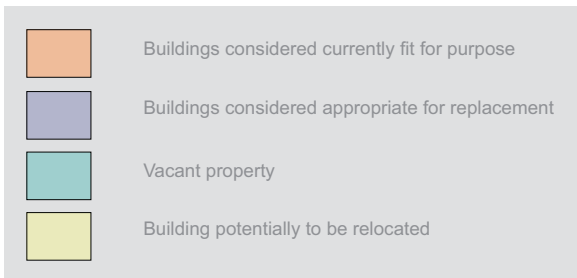 Buildings considered currently fit for purpose
Buildings considered appropriate for replacement
Vacant property
Building potentially to be relocated